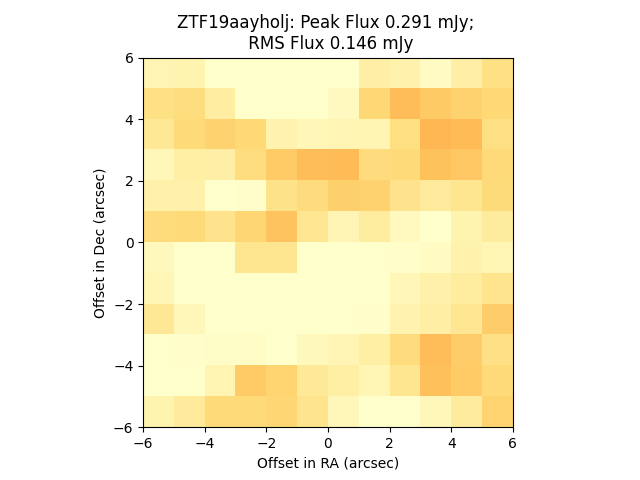 ZTF19aayholj: Peak Flux 0.291 mJy;
RMS Flux 0.146 mJy
6
4
2
0
−2
−4
−6
Offset in Dec (arcsec)
−6 −4 −2 0 2 4 6
Offset in RA (arcsec)